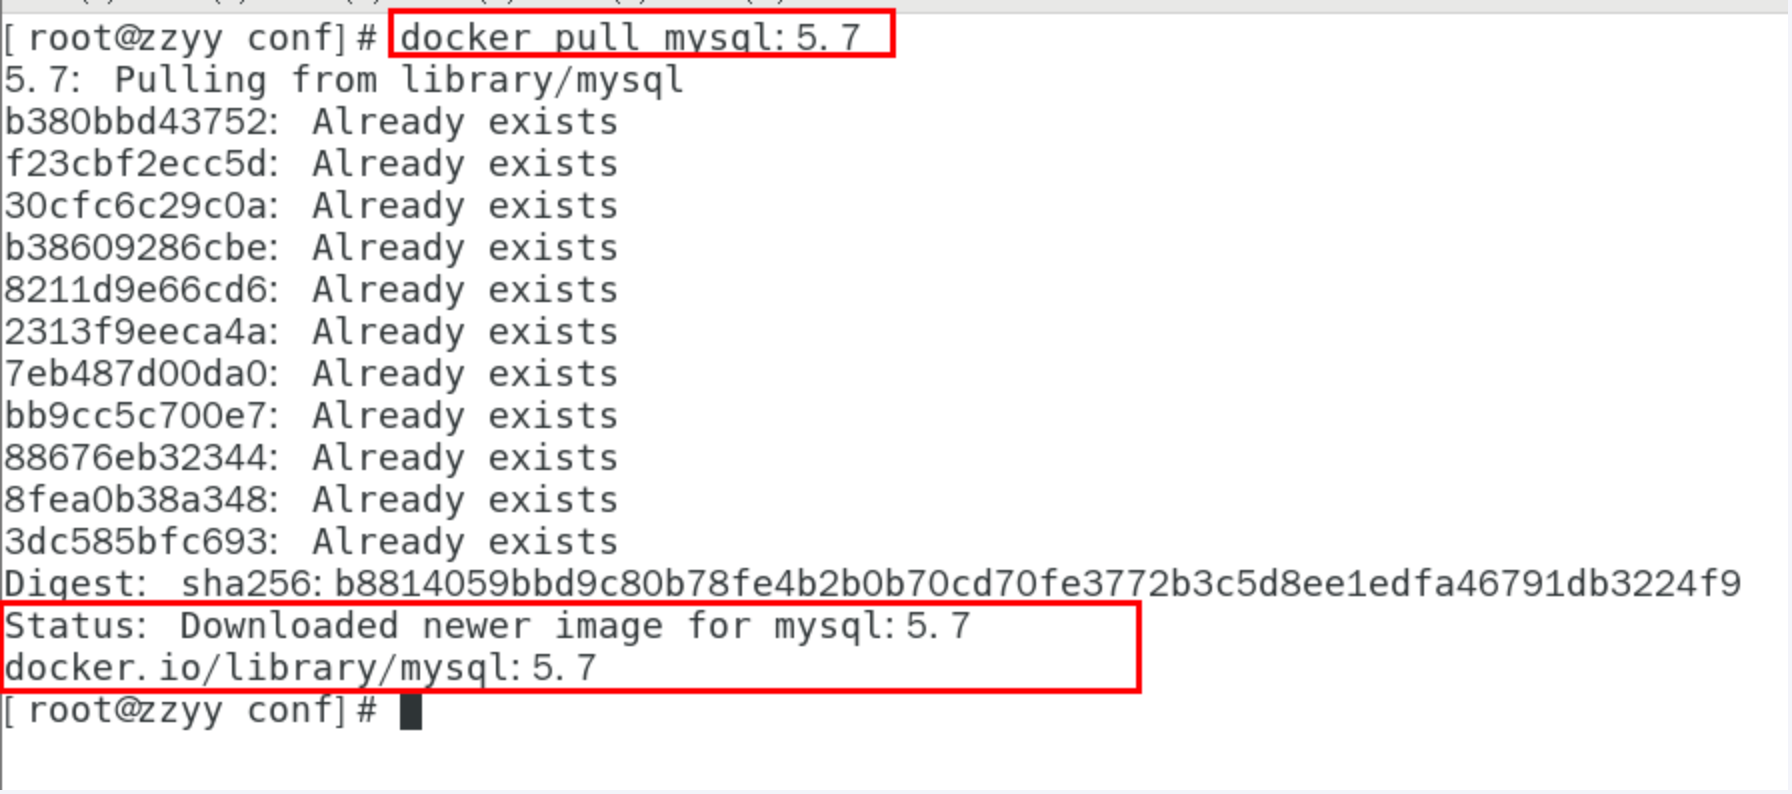 [root@zzyy conf]# docker pull mysql:5.7
5.7: Pulling from library/mysql
b380bbd43752: Already exists
f23cbf2ecc5d: Already exists
30cfc6c29c0a: Already exists
b38609286cbe: Already exists
8211d9e66cd6: Already exists
2313f9eeca4a: Already exists
7eb487d00da0: Already exists
bb9cc5c700e7: Already exists
88676eb32344: Already exists
8fea0b38a348: Already exists
3dc585bfc693: Already exists
Digest: sha256:b8814059bbd9c80b78fe4b2b0b70cd70fe3772b3c5d8ee1edfa46791db3224f9
Status: Downloaded newer image for mysql:5.7
docker.io/library/mysql:5.7
[root@zzyy conf]#